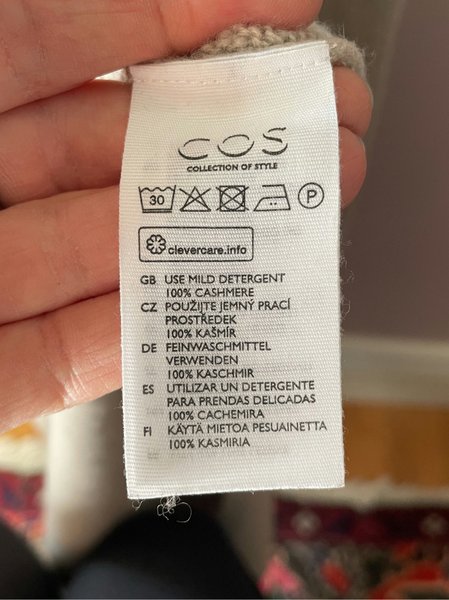 COS
COLLECTION OF STYLE
30 P
clevercare.info
GB USE MILD DETERGENT
100% CASHMERE
CZ POUŽIJTE JEMNÝ PRACÍ
PROSTŘEDEK
100% KAŠMÍR
DE FEINWASCHMITTEL
VERWENDEN
100% KASCHMIR
ES UTILIZAR UN DETERGENTE
PARA PRENDAS DELICADAS
100% CACHEMIRA
FI KÄYTÄ MIETOA PESUAINETTA
100% KASMIRIA